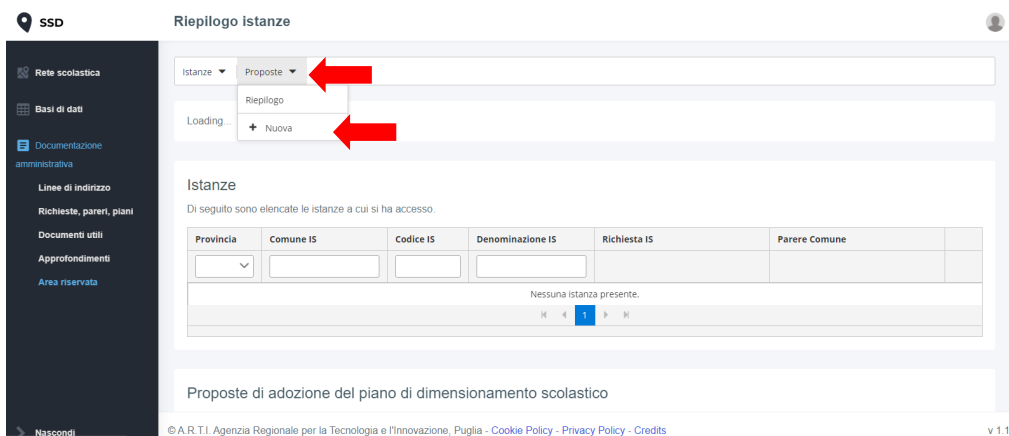 SSD
Riepilogo istanze
Rete scolastica
Basi di dati
Documentazione
amministrativa
Linee di indirizzo
Richieste, pareri, piani
Documenti utili
Approfondimenti
Area riservata
Nascondi
Istanze Proposte
Riepilogo
Loading...
+ Nuova
Istanze
Di seguito sono elencate le istanze a cui si ha accesso.
Provincia Comune IS Codice IS Denominazione IS Richiesta IS Parere Comune
Nessuna istanza presente.
1
Proposte di adozione del piano di dimensionamento scolastico
© A.R.T.I. Agenzia Regionale per la Tecnologia e l'Innovazione, Puglia - Cookie Policy - Privacy Policy - Credits
v 1.1